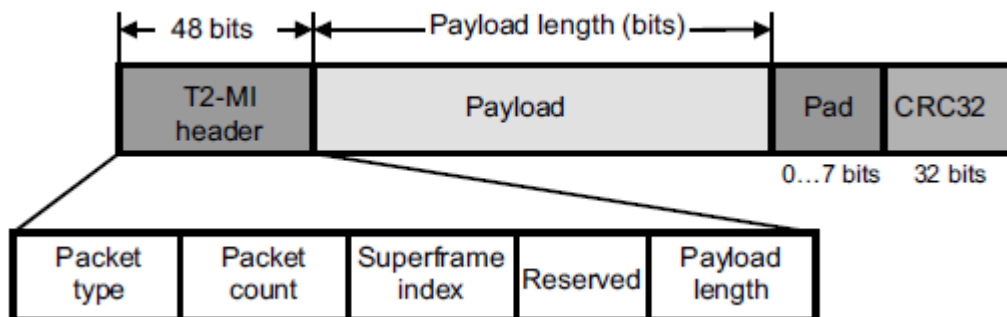 48 bits
Payload length (bits)
T2-MI
header
Payload
Pad
CRC32
0...7 bits
32 bits
Packet
type
Packet
count
Superframe
index
Reserved
Payload
length